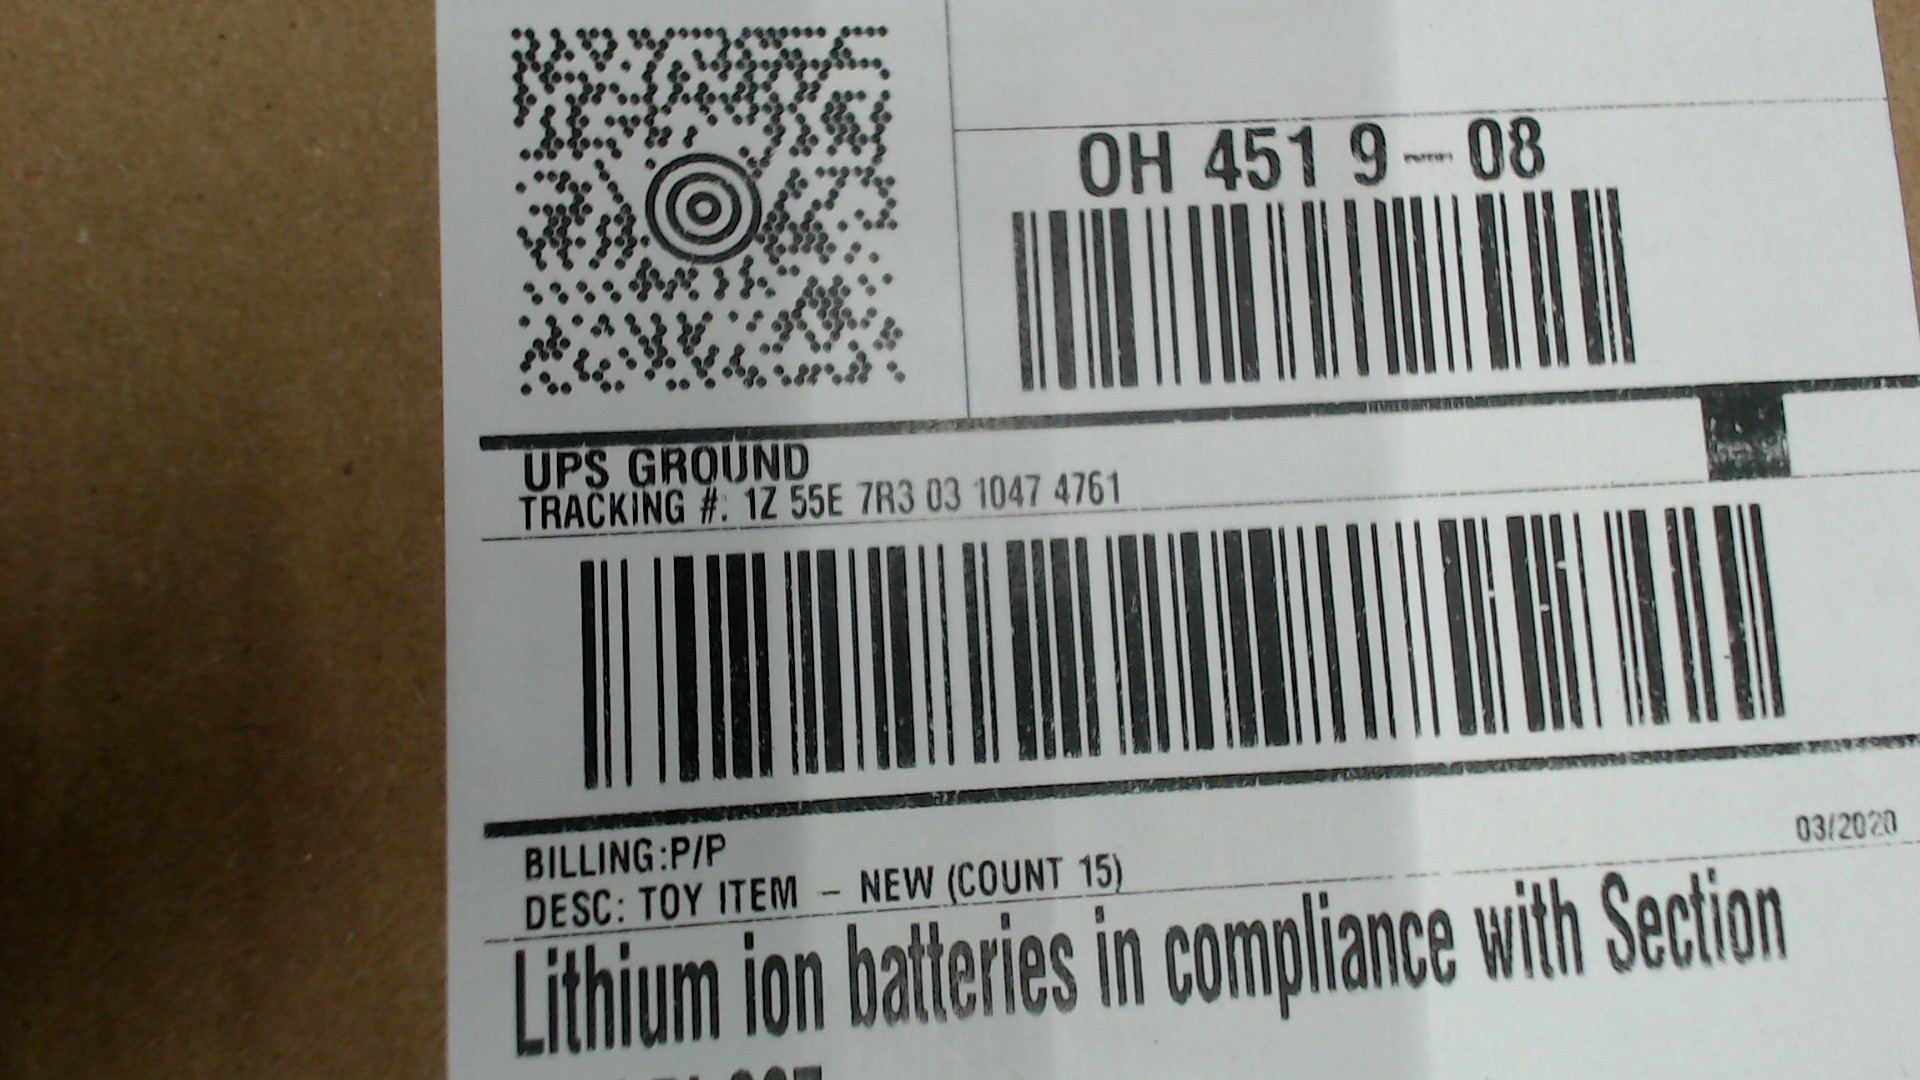 OH 451 9-08
UPS GROUND
TRACKING #: 1Z 55E 7R3 03 1047 4761
BILLING:P/P
03/2020
DESC: TOY ITEM - NEW (COUNT 15)
Lithium ion batteries in compliance with Section